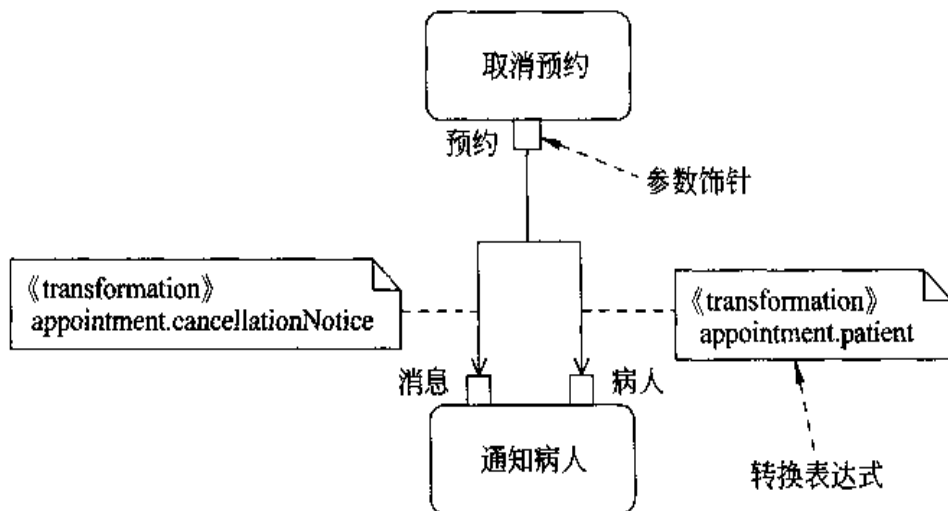 取消预约
预约
参数饰针
《transformation》
appointment.cancellationNotice
《transformation》
appointment.patient
消息
病人
通知病人
转换表达式